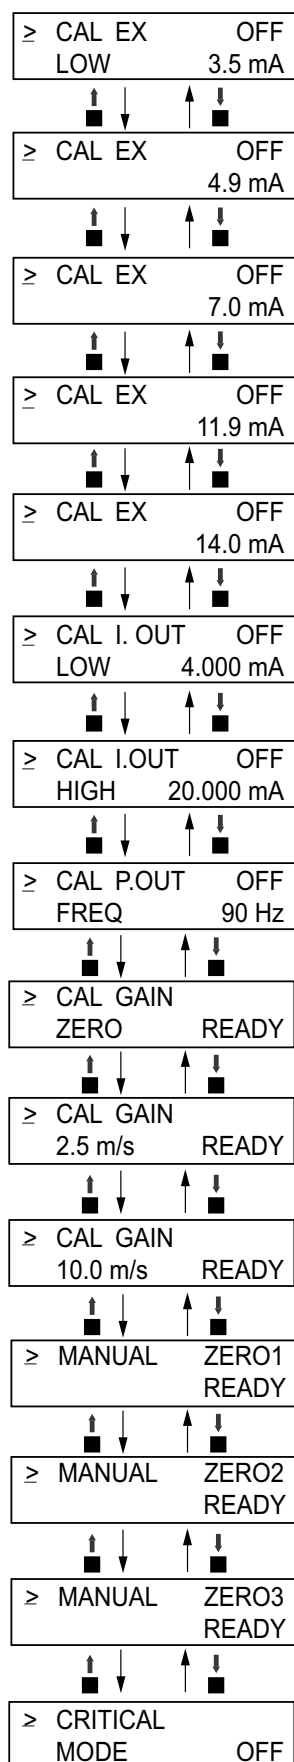 ≥ CAL EX OFF
LOW 3.5 mA
≥ CAL EX OFF
4.9 mA
≥ CAL EX OFF
7.0 mA
≥ CAL EX OFF
11.9 mA
≥ CAL EX OFF
14.0 mA
≥ CAL I. OUT OFF
LOW 4.000 mA
≥ CAL I.OUT OFF
HIGH 20.000 mA
≥ CAL P.OUT OFF
FREQ 90 Hz
≥ CAL GAIN
ZERO READY
≥ CAL GAIN
2.5 m/s READY
≥ CAL GAIN
10.0 m/s READY
≥ MANUAL ZERO1
READY
≥ MANUAL ZERO2
READY
≥ MANUAL ZERO3
READY
≥ CRITICAL
MODE OFF